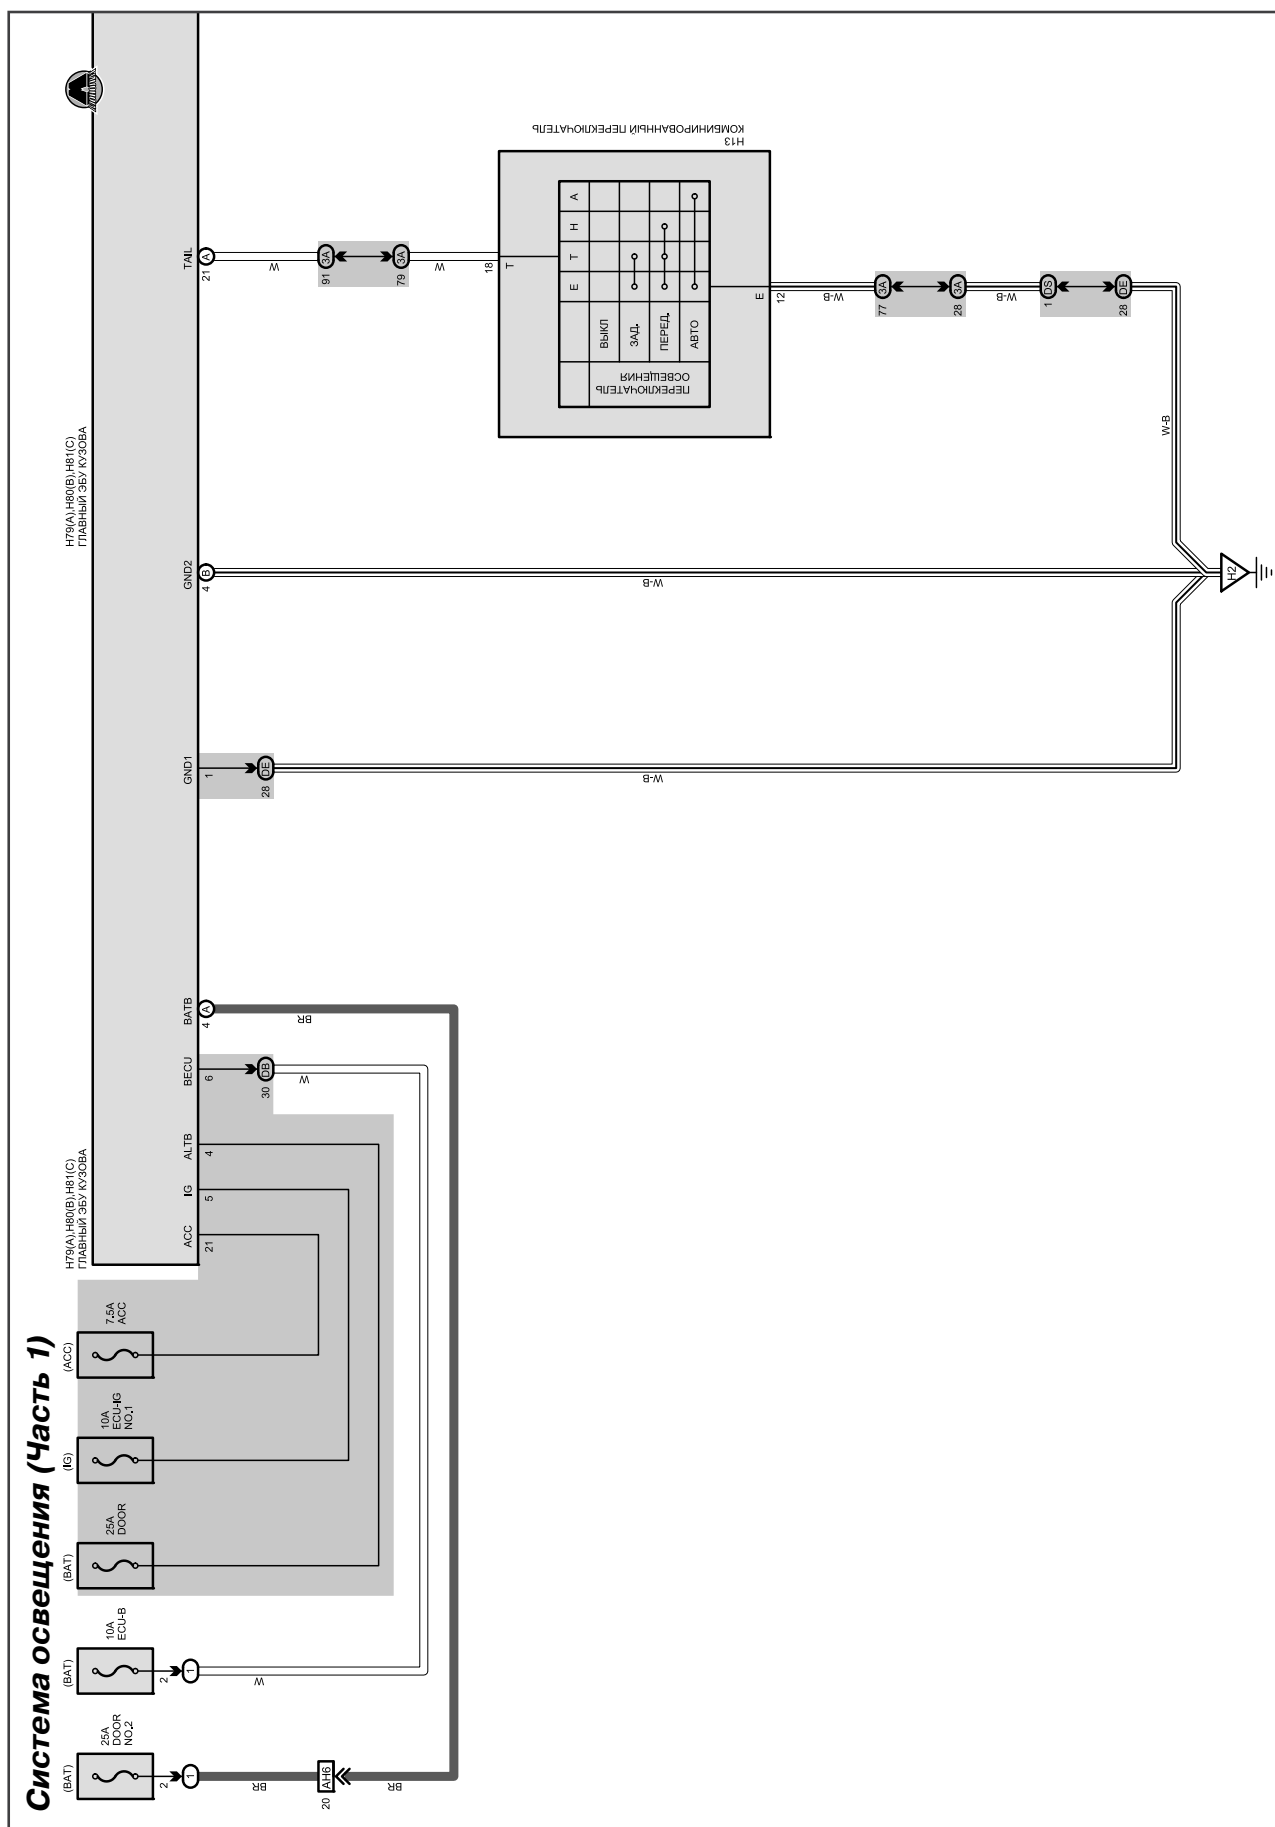 Система освещения (Часть 1)
(BAT)
25A
DOOR
NO.2
2
1
BR
20
AH6
BR
(BAT)
10A
ECU-B
2
1
W
(BAT)
25A
DOOR
(IG)
10A
ECU-IG
NO.1
(ACC)
7.5A
ACC
H79(A),H80(B),H81(C)
ГЛАВНЫЙ ЭБУ КУЗОВА
ACC
21
IG
5
ALTB
4
BECU
6
30
DB
W
BATB
4
A
BR
GND1
1
28
DE
W-B
H79(A),H80(B),H81(C)
ГЛАВНЫЙ ЭБУ КУЗОВА
GND2
4
B
W-B
TAIL
21
A
W
91
3A
79
3A
W
18
T
H13
КОМБИНИРОВАННЫЙ ПЕРЕКЛЮЧАТЕЛЬ
E T H A
ПЕРЕКЛЮЧАТЕЛЬ
ОСВЕЩЕНИЯ
ВЫКЛ
ЗАД.
ПЕРЕД.
АВТО
E
12
W-B
77
3A
28
3A
W-B
1
DS
28
DE
W-B
H2